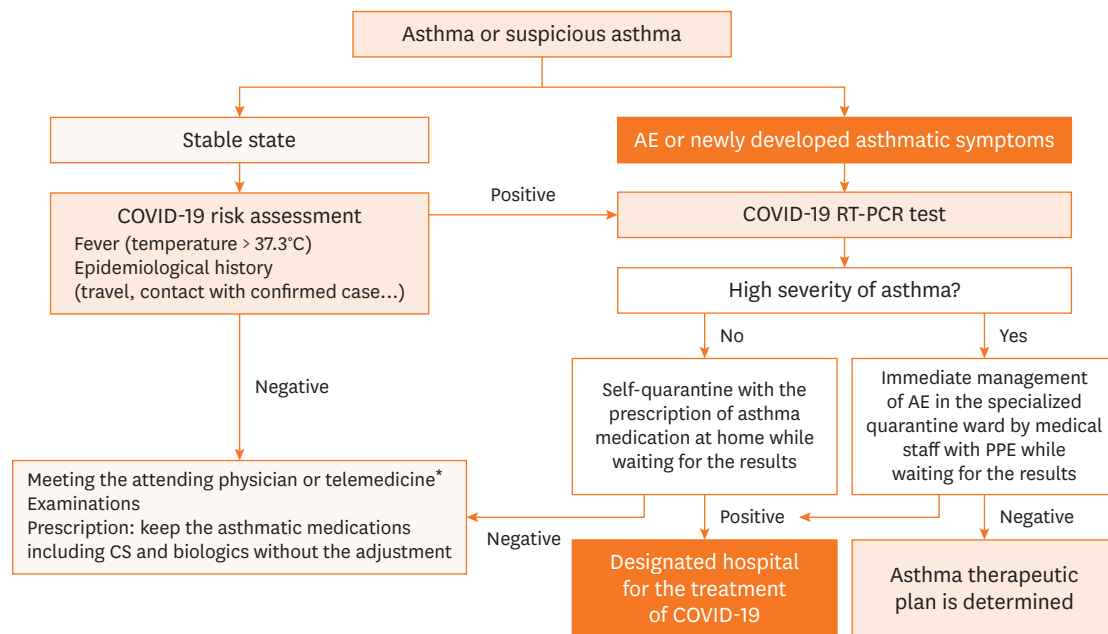 Asthma or suspicious asthma
Stable state
AE or newly developed asthmatic symptoms
COVID-19 risk assessment
Fever (temperature > 37.3°C)
Epidemiological history
(travel, contact with confirmed case…)
Positive
COVID-19 RT-PCR test
High severity of asthma?
No
Yes
Negative
Self-quarantine with the
prescription of asthma
medication at home while
waiting for the results
Immediate management
of AE in the specialized
quarantine ward by medical
staff with PPE while
waiting for the results
Meeting the attending physician or telemedicine*
Examinations
Prescription: keep the asthmatic medications
including CS and biologics without the adjustment
Negative
Positive
Negative
Designated hospital
for the treatment
of COVID-19
Asthma therapeutic
plan is determined